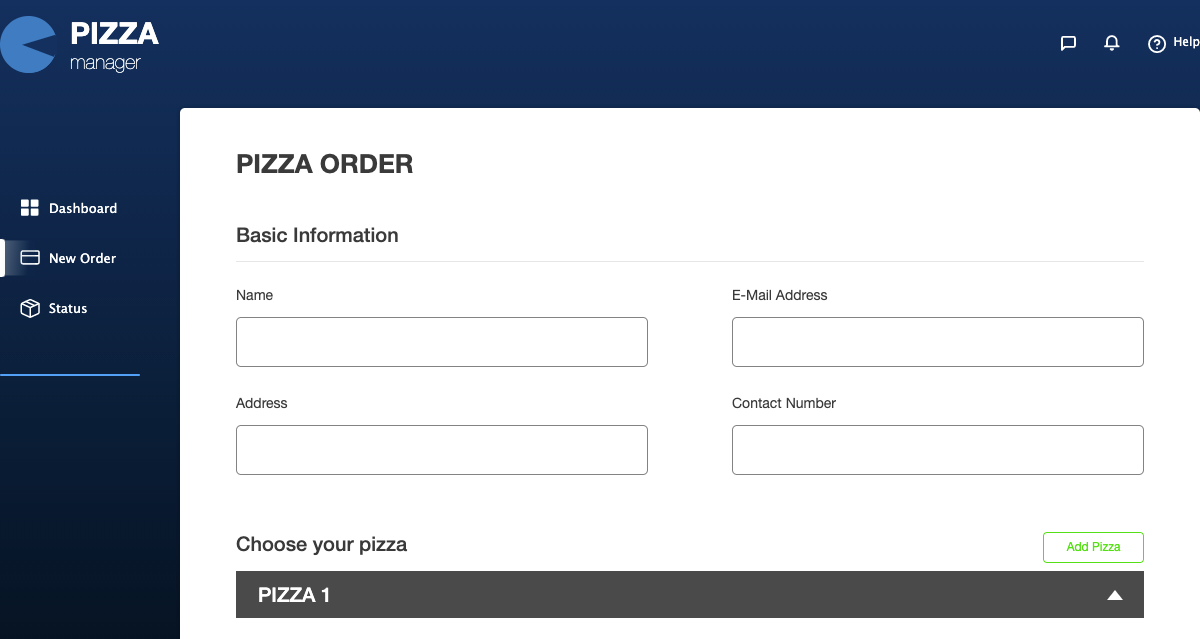 PIZZA
manager
Help
Dashboard
New Order
Status
PIZZA ORDER
Basic Information
Name
E-Mail Address
Address
Contact Number
Choose your pizza
Add Pizza
PIZZA 1